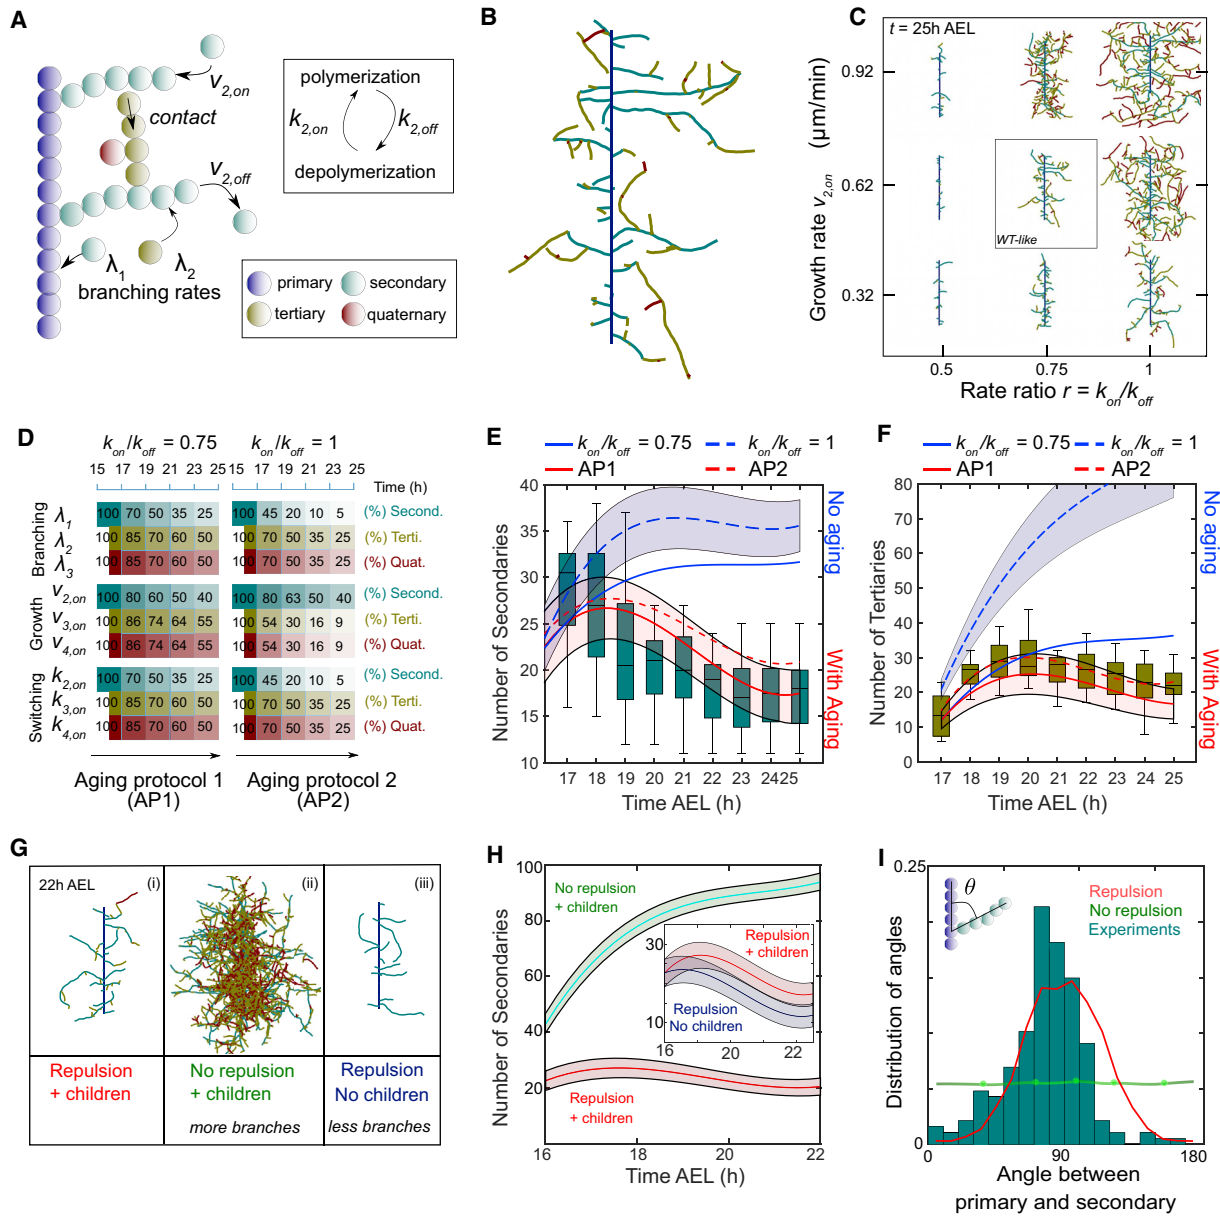 A
v2,on
contact
v2,off
λ1
λ2
branching rates
polymerization
k2,on
k2,off
depolymerization
primary
secondary
tertiary
quaternary
B
C
t = 25h AEL
Growth rate v2,on (μm/min)
0.92
0.62
0.32
WT-like
0.5
0.75
1
Rate ratio r = kon/koff
D
kon/koff = 0.75
kon/koff = 1
15 17 19 21 23 25
15 17 19 21 23 25
Time (h)
Branching
λ1 100 70 50 35 25 100 45 20 10 5 (%) Second.
λ2 100 85 70 60 50 100 70 50 35 25 (%) Terti.
λ3 100 85 70 60 50 100 70 50 35 25 (%) Quat.
Growth
v2,on 100 80 60 50 40 100 80 63 50 40 (%) Second.
v3,on 100 86 74 64 55 100 54 30 16 9 (%) Terti.
v4,on 100 86 74 64 55 100 54 30 16 9 (%) Quat.
Switching
k2,on 100 70 50 35 25 100 45 20 10 5 (%) Second.
k3,on 100 85 70 60 50 100 70 50 35 25 (%) Terti.
k4,on 100 85 70 60 50 100 70 50 35 25 (%) Quat.
Aging protocol 1
(AP1)
Aging protocol 2
(AP2)
E
kon/koff = 0.75
kon/koff = 1
AP1
AP2
Number of Secondaries
40
35
30
25
20
15
10
17 18 19 20 21 22 23 24 25
Time AEL (h)
No aging
With Aging
F
kon/koff = 0.75
kon/koff = 1
AP1
AP2
Number of Tertiaries
80
70
60
50
40
30
20
10
0
17 18 19 20 21 22 23 24 25
Time AEL (h)
No aging
With Aging
G
22h AEL
(i)
(ii)
(iii)
Repulsion
+ children
No repulsion
+ children
more branches
Repulsion
No children
less branches
H
Number of Secondaries
100
80
60
40
20
No repulsion
+ children
Repulsion
+ children
30
10
Repulsion
+ children
Repulsion
No children
16 20 22
16 18 20 22
Time AEL (h)
I
Distribution of angles
0.25
0
θ
Repulsion
No repulsion
Experiments
0 90 180
Angle between
primary and secondary